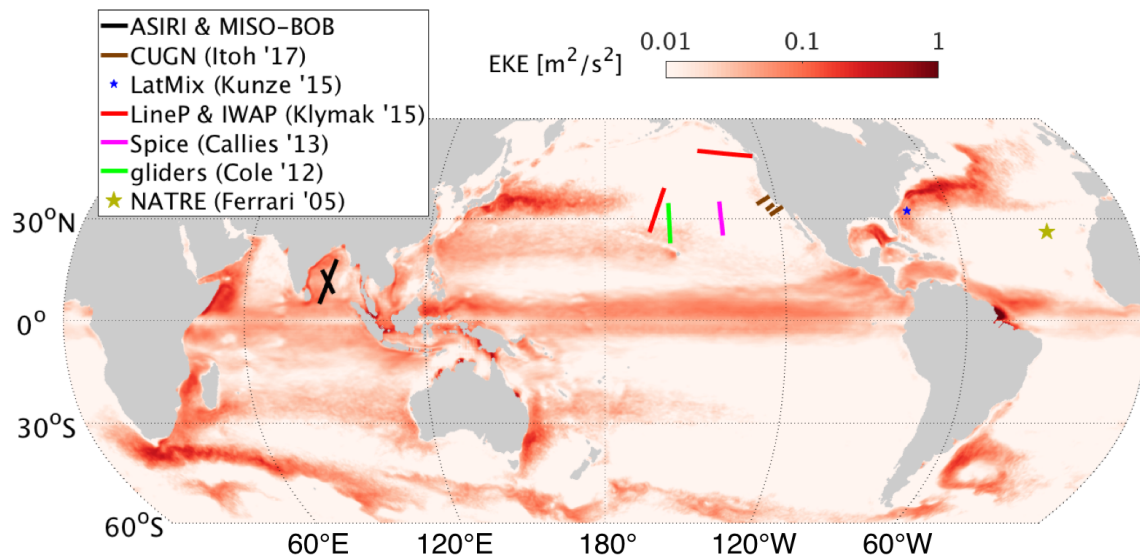 ASIRI & MISO-BOB
CUGN (Itoh '17)
LatMix (Kunze '15)
LineP & IWAP (Klymak '15)
Spice (Callies '13)
gliders (Cole '12)
NATRE (Ferrari '05)
0.01 0.1 1
EKE [m²/s²]
30°N
0°
30°S
60°S
60°E 120°E 180° 120°W 60°W